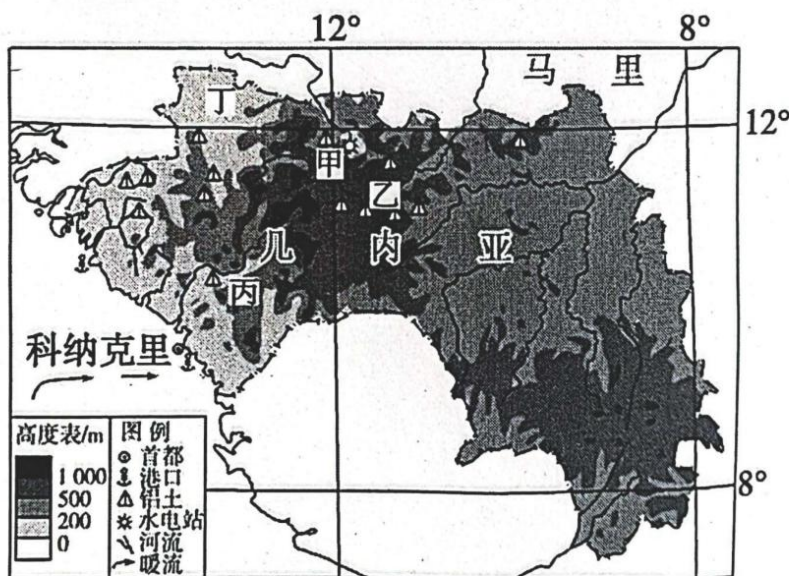 12°
8°
马里
丁
12°
甲
乙
几内亚
丙
科纳克里
8°
高度表/m
1 000
500
200
0
图例
首都
港口
铝土
水电站
河流
暖流